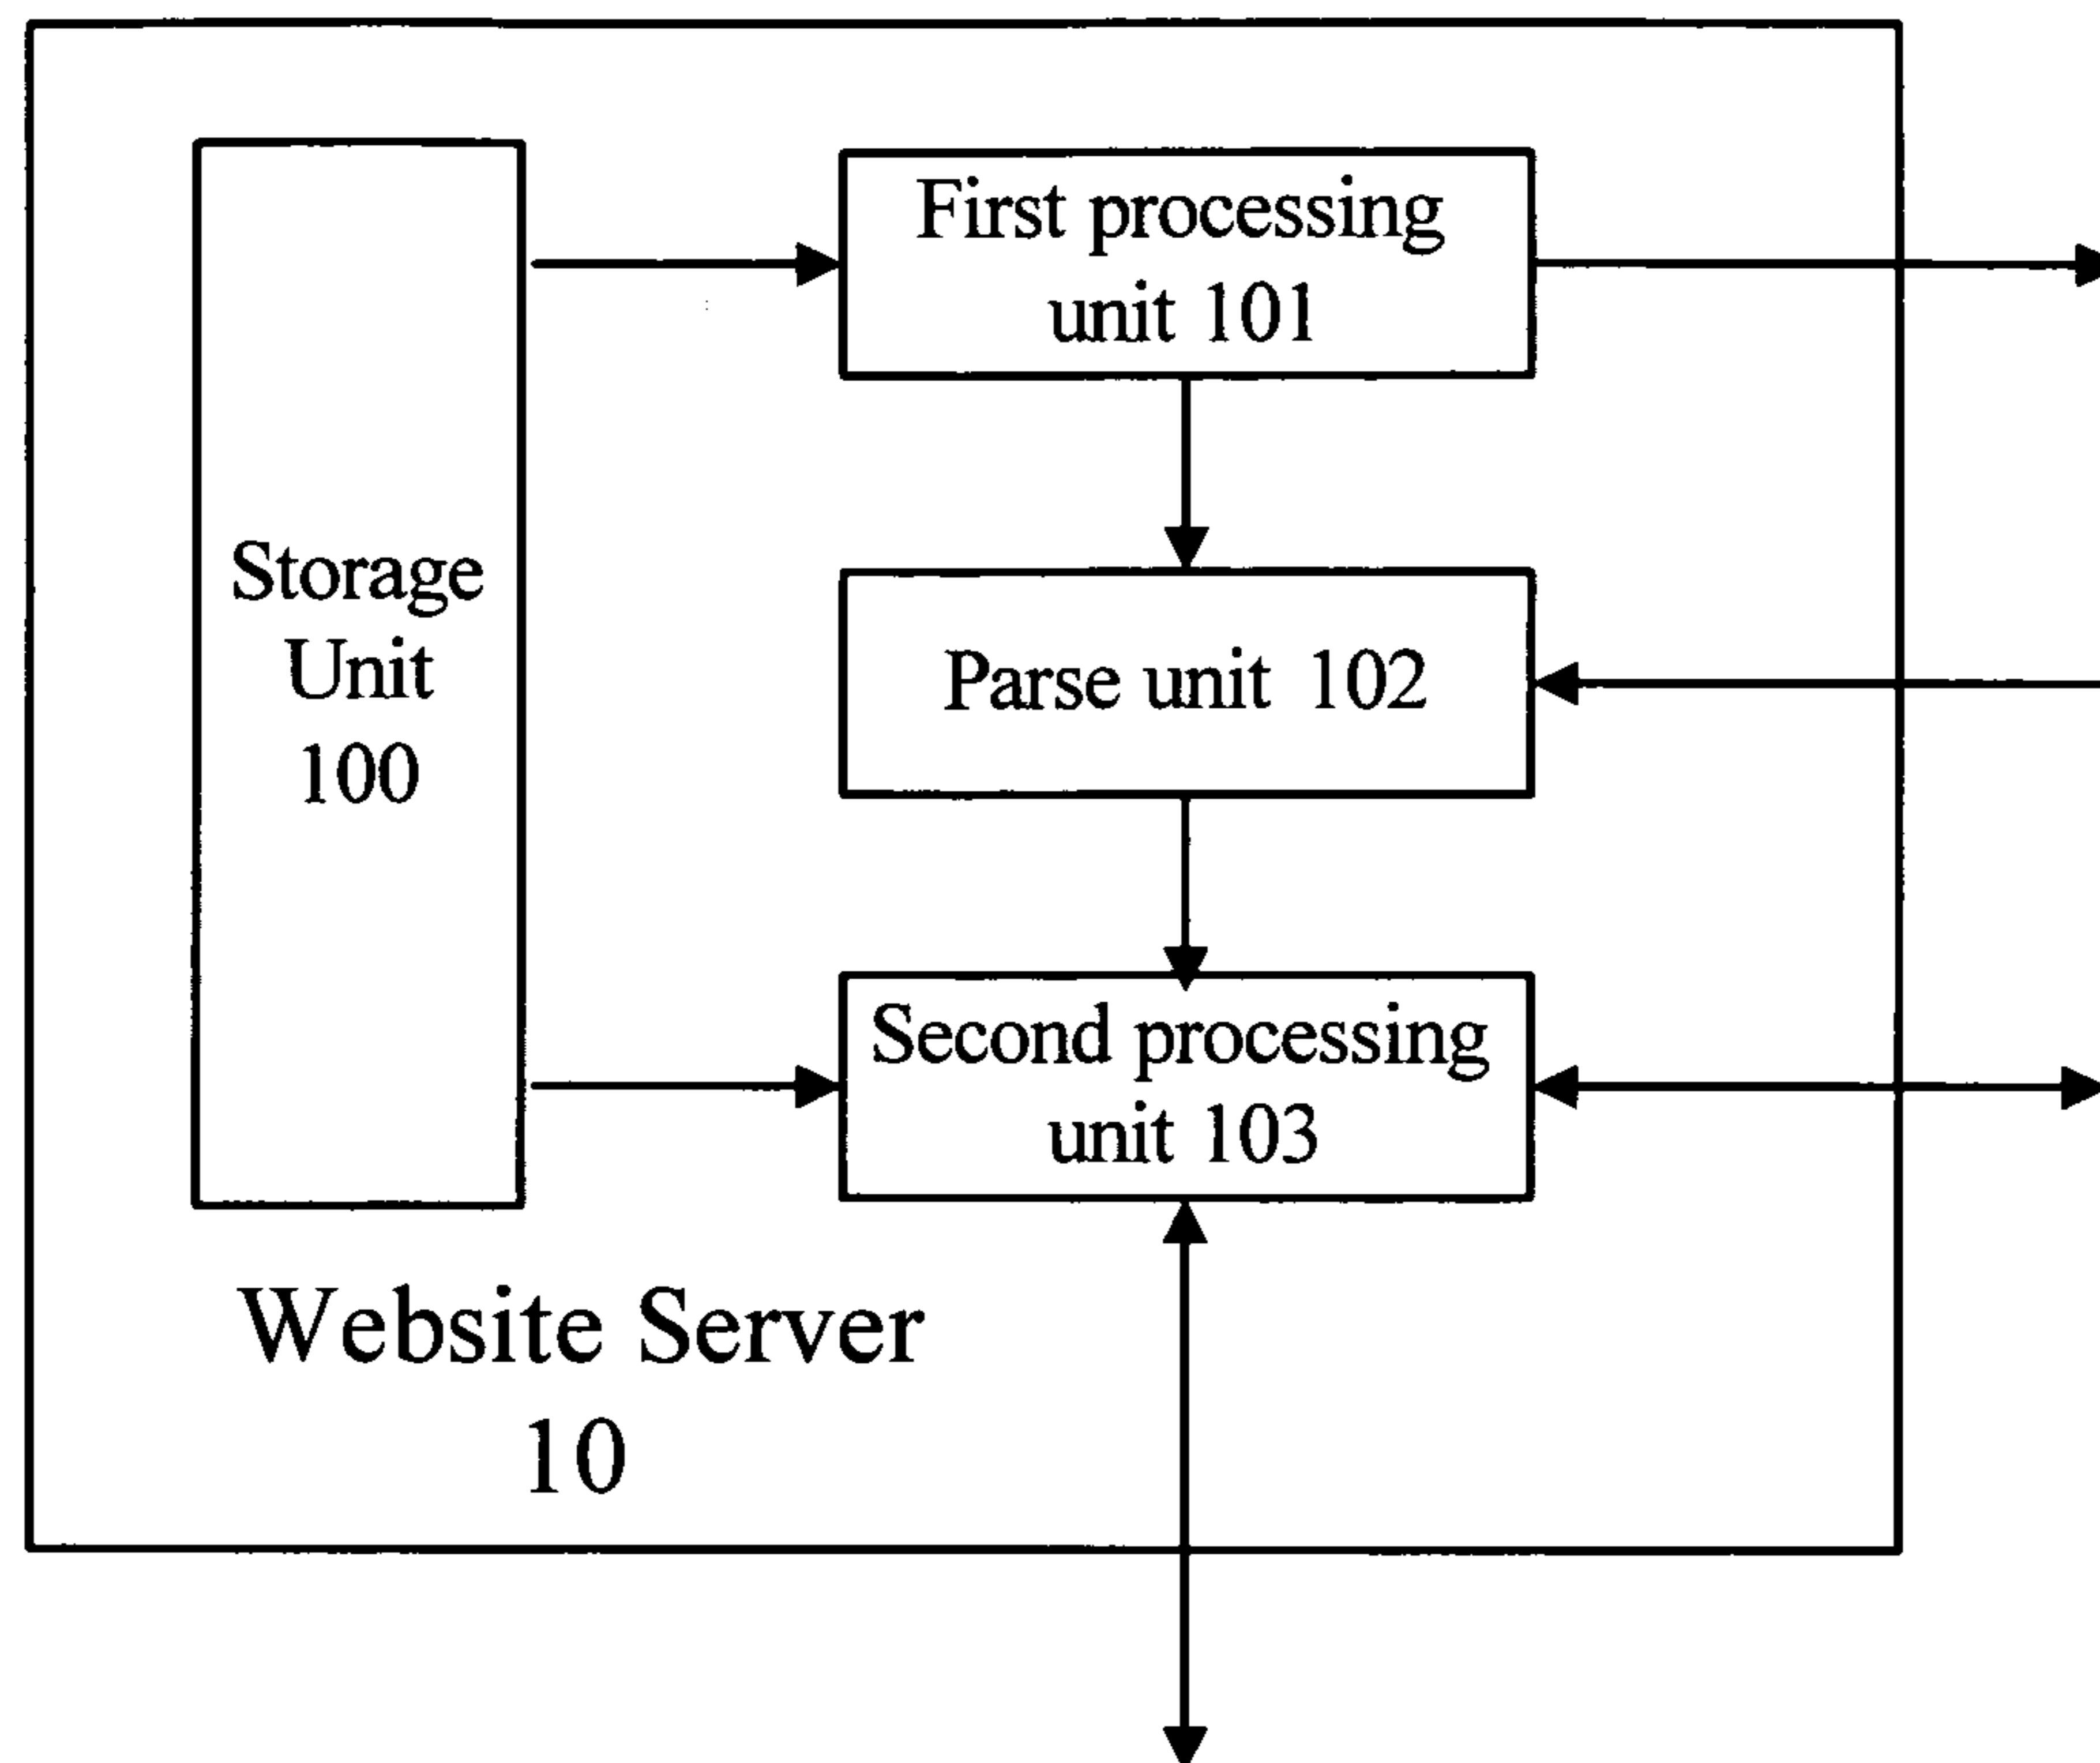 First processing
unit 101
Storage
Unit
100
Parse unit 102
Second processing
unit 103
Website Server
10